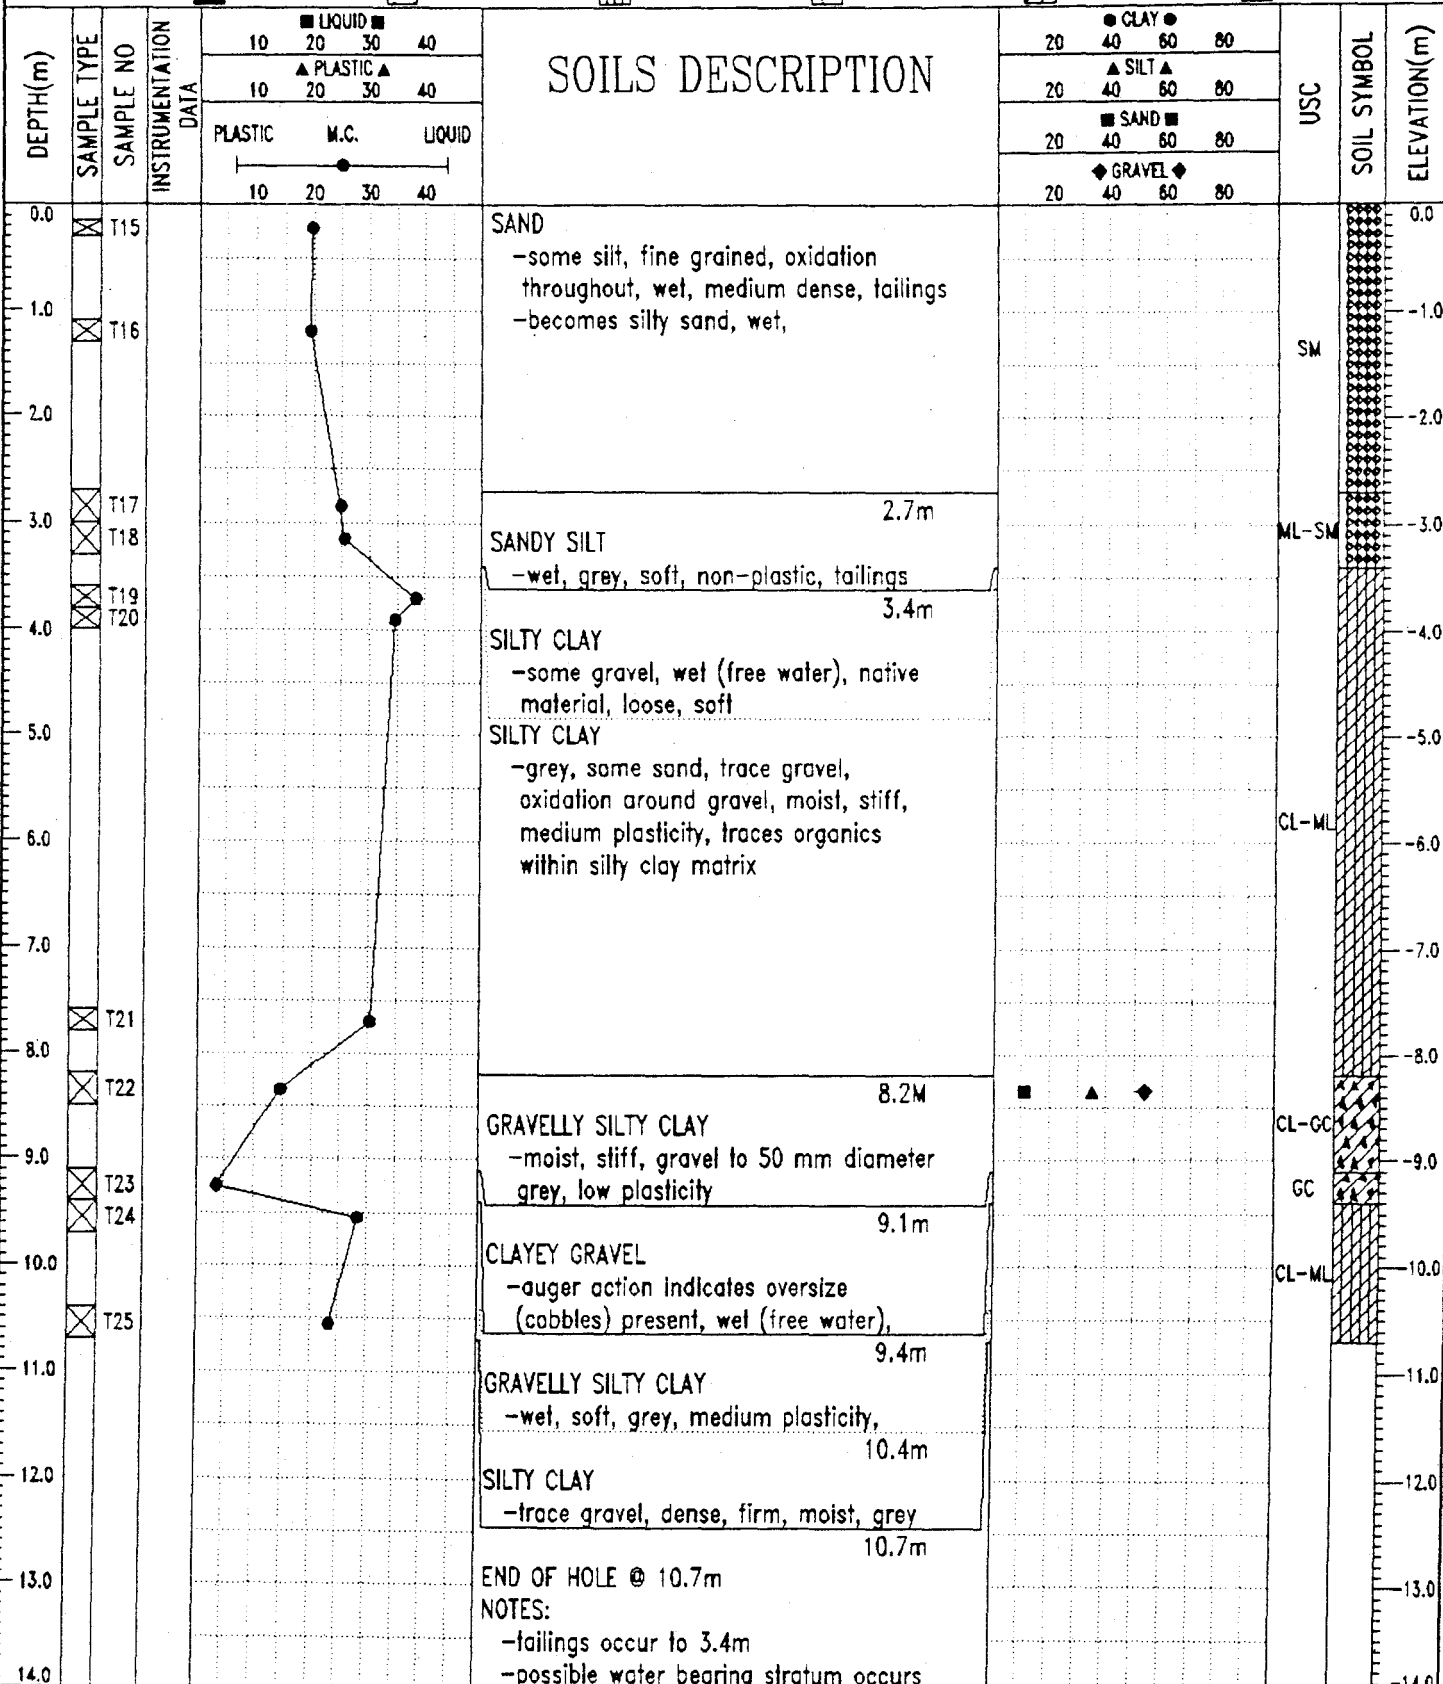 DEPTH(m)
SAMPLE TYPE
SAMPLE NO
INSTRUMENTATION
DATA
■ LIQUID ■
10 20 30 40
▲ PLASTIC ▲
10 20 30 40
PLASTIC M.C. LIQUID
10 20 30 40
SOILS DESCRIPTION
● CLAY ●
20 40 60 80
▲ SILT ▲
20 40 60 80
■ SAND ■
20 40 60 80
◆ GRAVEL ◆
20 40 60 80
USC
SOIL SYMBOL
ELEVATION(m)
0.0
1.0
2.0
3.0
4.0
5.0
6.0
7.0
8.0
9.0
10.0
11.0
12.0
13.0
14.0
T15
T16
T17
T18
T19
T20
T21
T22
T23
T24
T25
SAND
-some silt, fine grained, oxidation
throughout, wet, medium dense, tailings
-becomes silty sand, wet,
2.7m
SANDY SILT
-wet, grey, soft, non-plastic, tailings
3.4m
SILTY CLAY
-some gravel, wet (free water), native
material, loose, soft
SILTY CLAY
-grey, some sand, trace gravel,
oxidation around gravel, moist, stiff,
medium plasticity, traces organics
within silty clay matrix
8.2M
GRAVELLY SILTY CLAY
-moist, stiff, gravel to 50 mm diameter
grey, low plasticity
9.1m
CLAYEY GRAVEL
-auger action indicates oversize
(cobbles) present, wet (free water),
9.4m
GRAVELLY SILTY CLAY
-wet, soft, grey, medium plasticity,
10.4m
SILTY CLAY
-trace gravel, dense, firm, moist, grey
10.7m
END OF HOLE @ 10.7m
NOTES:
-tailings occur to 3.4m
-possible water bearing stratum occurs
SM
ML-SM
CL-ML
CL-GC
GC
CL-ML
0.0
-1.0
-2.0
-3.0
-4.0
-5.0
-6.0
-7.0
-8.0
-9.0
-10.0
-11.0
-12.0
-13.0
-14.0